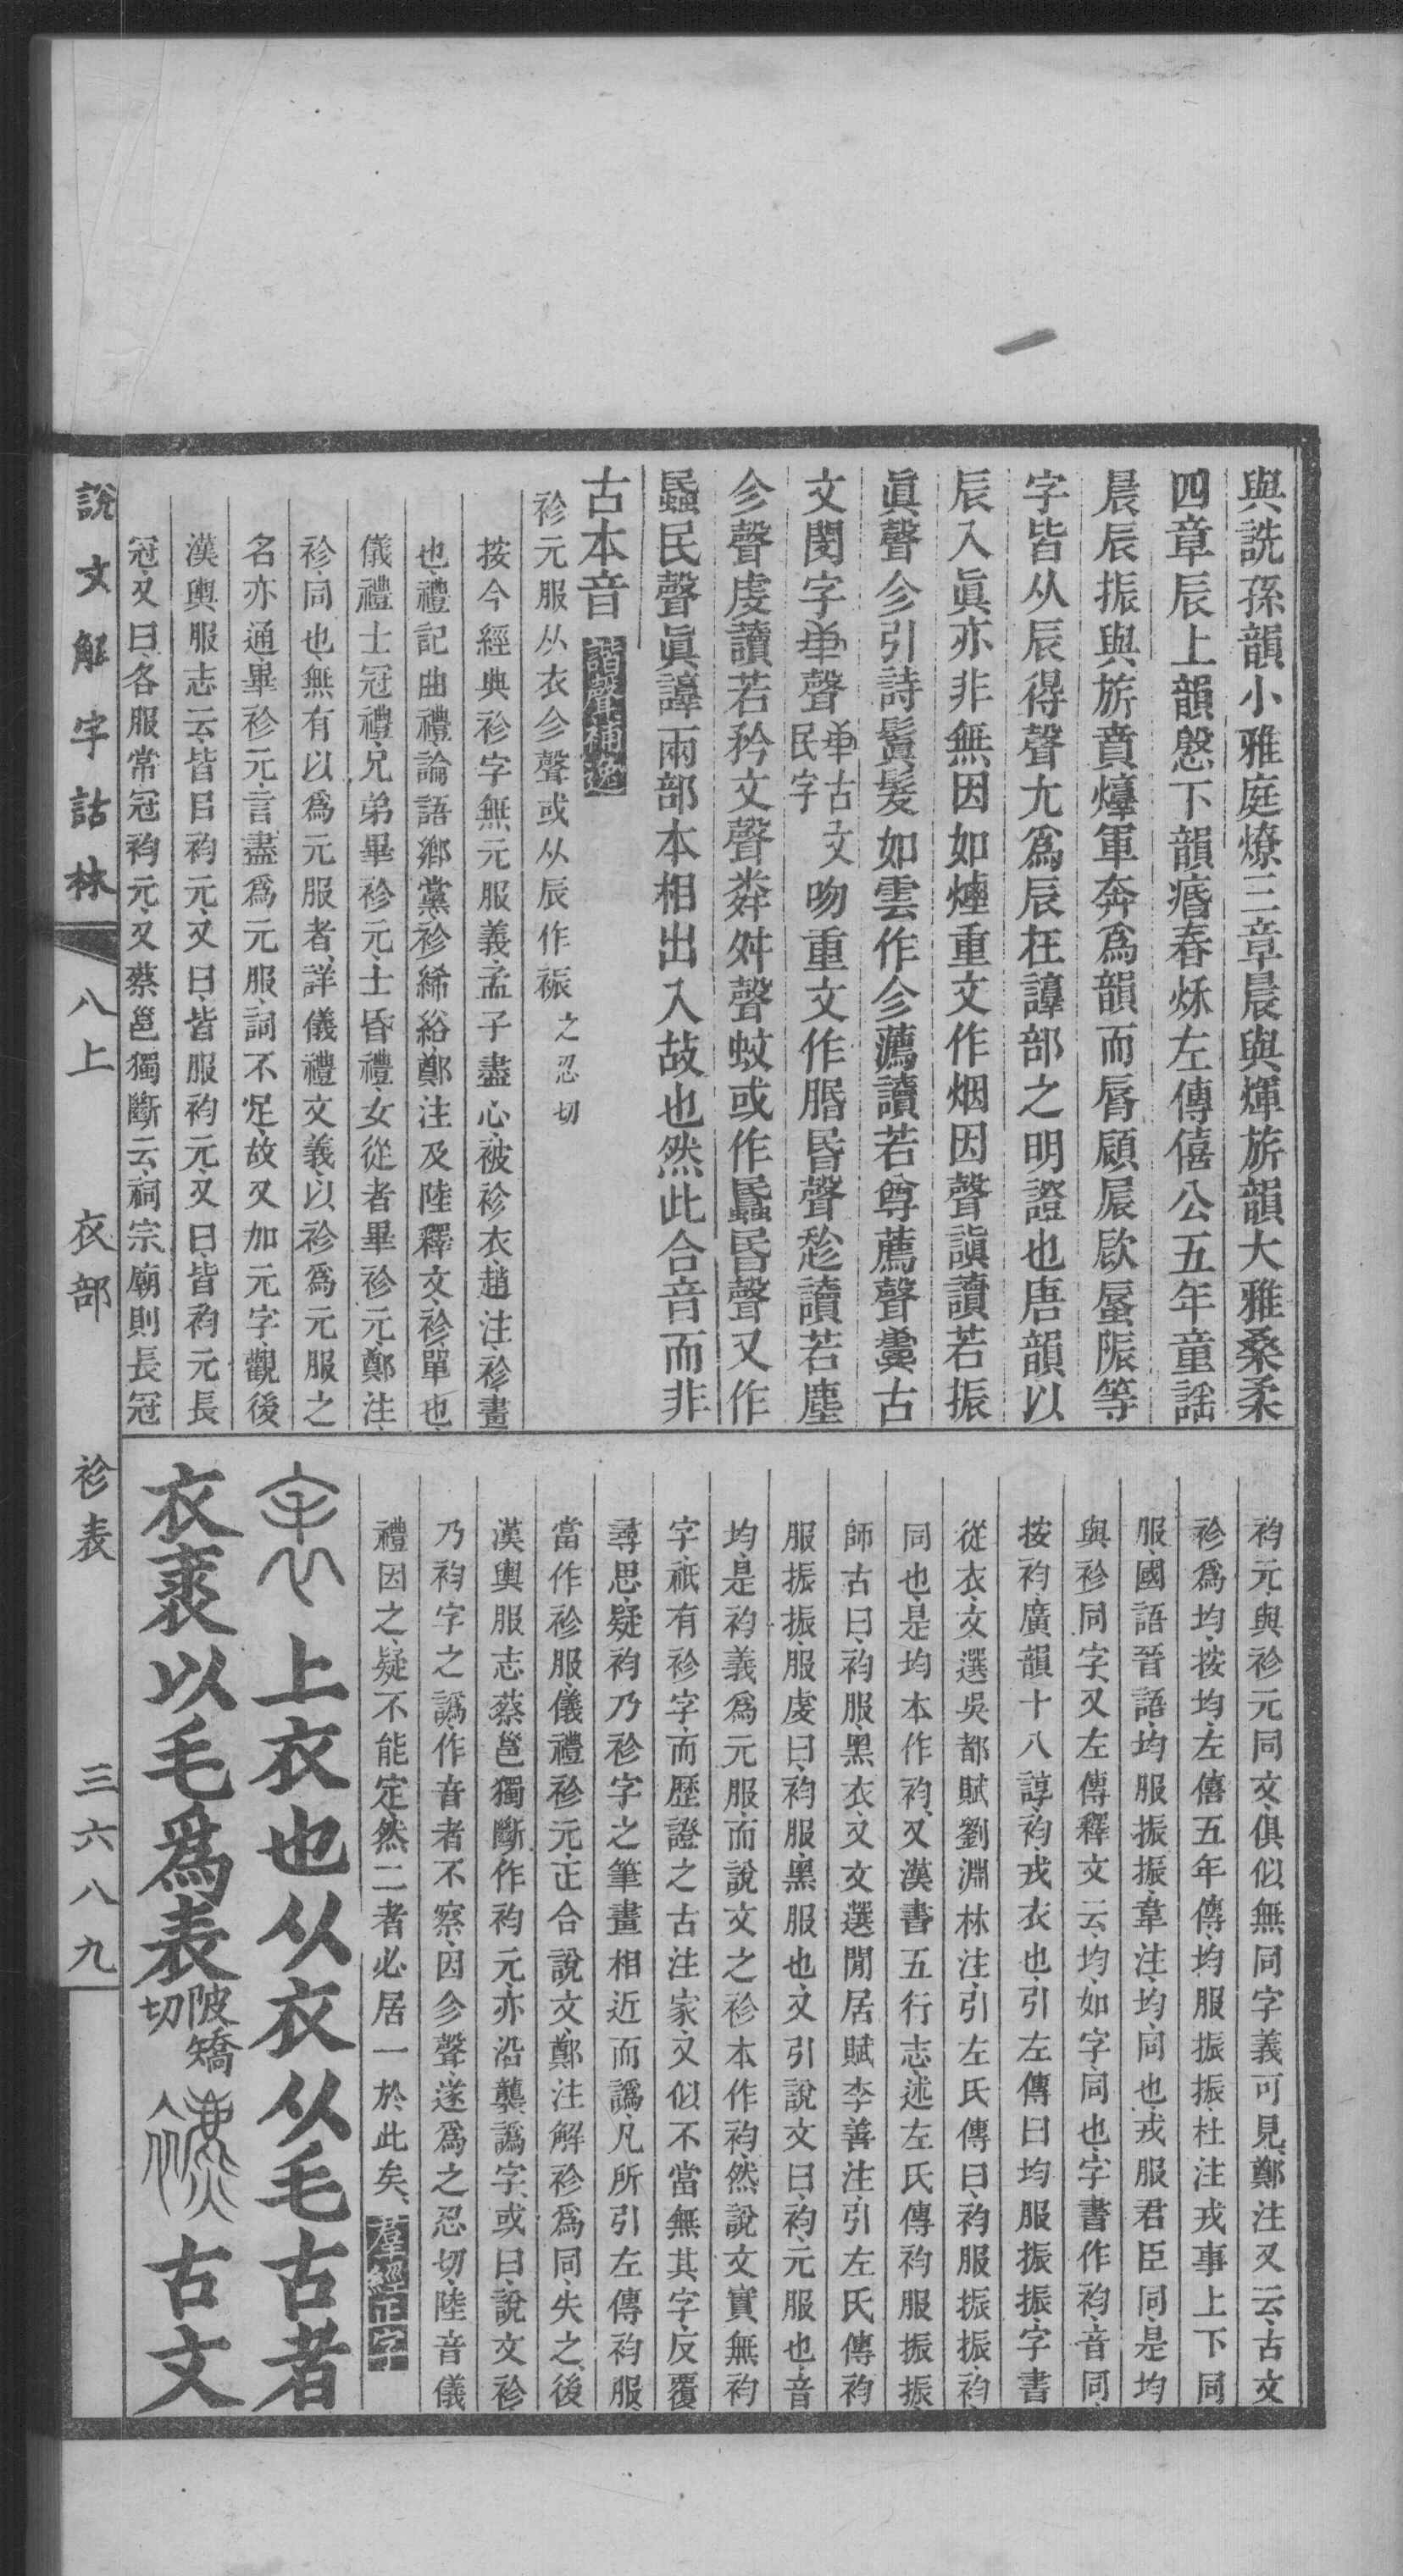 與詵孫韻小雅庭燎三章晨與煇旂韻大雅桑柔
四章辰上韻慇下韻瘖春秌左傳僖公五年童謡
晨辰振與旂賁焞軍奔爲韻而脣頎屒歂蜃陙等
字皆从辰得聲尤爲辰在諄部之明證也唐韻以
辰入眞亦非無因如煙重文作烟因聲謓讀若振
眞聲㐱引詩鬒髮如雲作㐱薦讀若尊薦聲古
文閔字聲古文民字吻重文作脗昏聲趁讀若塵
㐱聲虔讀若矜文聲粦舛聲蚊或作蟁昏聲又作
蟲民聲眞諄兩部本相出入故也然此合音而非
古本音 諧聲補逸
袗元服从衣㐱聲或从辰作裖之忍切
按今經典袗字無元服義孟子盡心被袗衣趙注袗畫
也禮記曲禮論語鄉黨袗絺綌鄭注及陸釋文袗單也
儀禮士冠禮兄弟畢袗元士昏禮女從者畢袗元鄭注
袗同也無有以爲元服者詳儀禮文義以袗爲元服之
名亦通畢袗元言盡爲元服詞不定故又加元字觀後
漢輿服志云皆㠯袀元又曰皆服袀元又曰皆袀元長
冠又曰各服常冠袀元又蔡邕獨斷云祠宗廟則長冠
袀元與袗元同文俱似無同字義可見鄭注又云古文
袗爲均按均左僖五年傳均服振振杜注戎事上下同
服國語晉語均服振振韋注均同也戎服君臣同是均
與袗同字又左傳釋文云均如字同也字書作袀音同
按袀廣韻十八諄袀戎衣也引左傳曰均服振振字書
從衣文選吳都賦劉淵林注引左氏傳曰袀服振振袀
同也是均本作袀又漢書五行志述左氏傳袀服振振
師古曰袀服黑衣又文選閒居賦李善注引左氏傳袀
服振振服虔曰袀服黑服也又引說文曰袀元服也音
均是袀義爲元服而說文之袗本作袀然說文實無袀
字祇有袗字而歷證之古注家又似不當無其字反覆
尋思疑袀乃袗字之筆畫相近而譌凡所引左傳袀服
當作袗服儀禮袗元正合說文鄭注解袗爲同失之後
漢輿服志蔡邕獨斷作袀元亦沿襲譌字或曰說文袗
乃袀字之譌作音者不察因㐱聲遂爲之忍切陸音儀
禮因之疑不能定然二者必居一於此矣 羣經正字
上衣也从衣从毛古者
衣裘以毛爲表陂矯切 古文
說文解字詁林 八上 衣部 袗表 三六八九